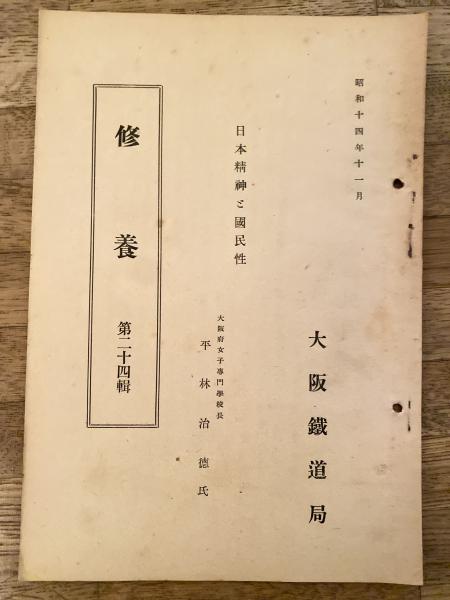 昭和十四年十一月
大阪鐵道局
日本精神と國民性
大阪府女子專門學校長
平林治德氏
修養 第二十四輯